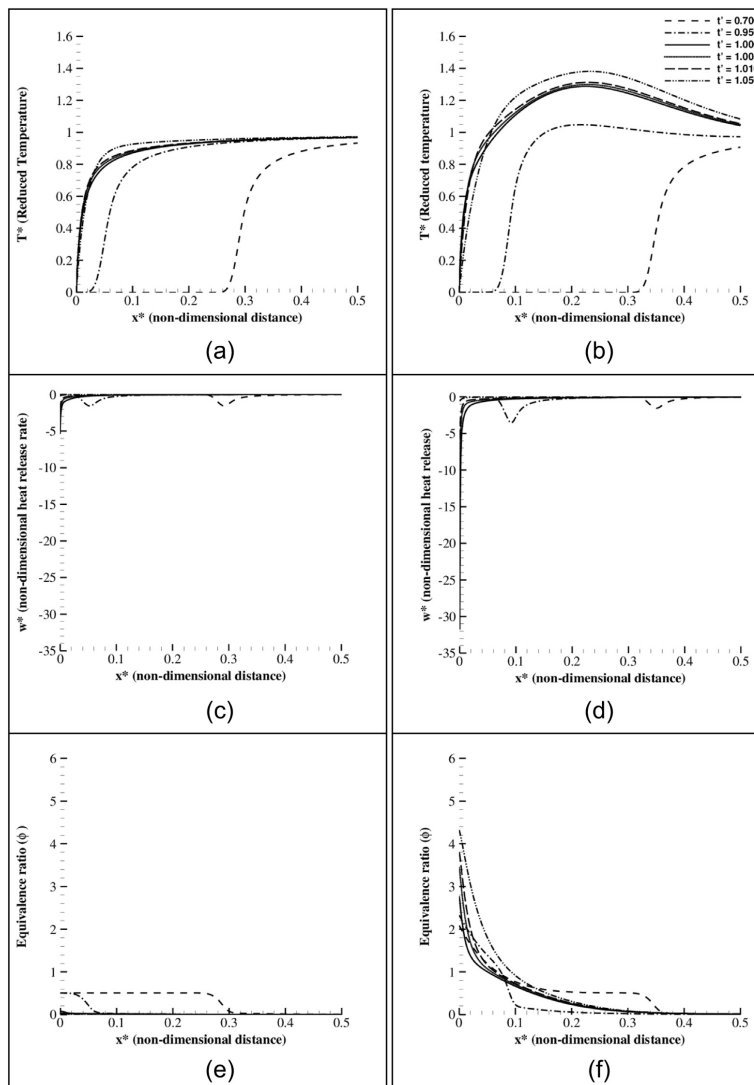 1.6
1.4
1.2
1
0.8
0.6
0.4
0.2
0
T* (Reduced Temperature)
0 0.1 0.2 0.3 0.4 0.5
x* (non-dimensional distance)
(a)
t' = 0.70
t' = 0.95
t' = 1.00
t' = 1.00
t' = 1.01
t' = 1.05
1.6
1.4
1.2
1
0.8
0.6
0.4
0.2
0
T* (Reduced temperature)
0 0.1 0.2 0.3 0.4 0.5
x* (non-dimensional distance)
(b)
0
-5
-10
-15
-20
-25
-30
-35
w* (non-dimensional heat release rate)
0 0.1 0.2 0.3 0.4 0.5
x* (non-dimensional distance)
(c)
0
-5
-10
-15
-20
-25
-30
-35
w* (non-dimensional heat release)
0 0.1 0.2 0.3 0.4 0.5
x* (non-dimensional distance)
(d)
6
5
4
3
2
1
0
Equivalence ratio (ϕ )
0 0.1 0.2 0.3 0.4 0.5
x* (non-dimensional distance)
(e)
6
5
4
3
2
1
0
Equivalence ratio (ϕ)
0 0.1 0.2 0.3 0.4 0.5
x* (non-dimensional distance)
(f)